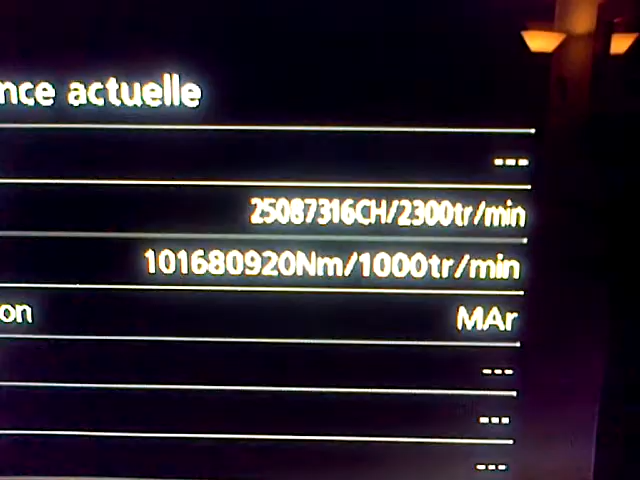 nce actuelle
---
25087316CH/2300tr/min
101680920Nm/1000tr/min
on
MAr
---
---
---